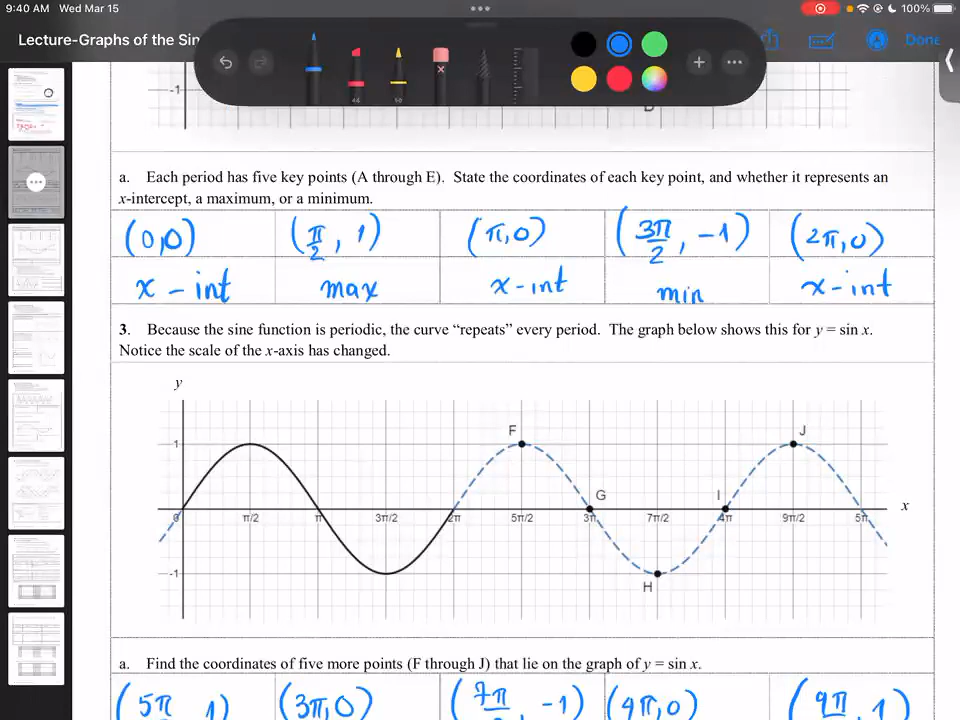 9:40 AM Wed Mar 15
100%
Lecture-Graphs of the Sin
Done
-1
a. Each period has five key points (A through E). State the coordinates of each key point, and whether it represents an
x-intercept, a maximum, or a minimum.
(0,0) (π/2, 1) (π,0) (3π/2, -1) (2π,0)
x-int max x-int min x-int
3. Because the sine function is periodic, the curve “repeats” every period. The graph below shows this for y = sin x.
Notice the scale of the x-axis has changed.
y
F J
1
G I x
0 π/2 π 3π/2 2π 5π/2 3π 7π/2 4π 9π/2 5π
-1
H
a. Find the coordinates of five more points (F through J) that lie on the graph of y = sin x.
(5π 1) (3π,0) (7π , -1) (4π,0) (9π , 1)